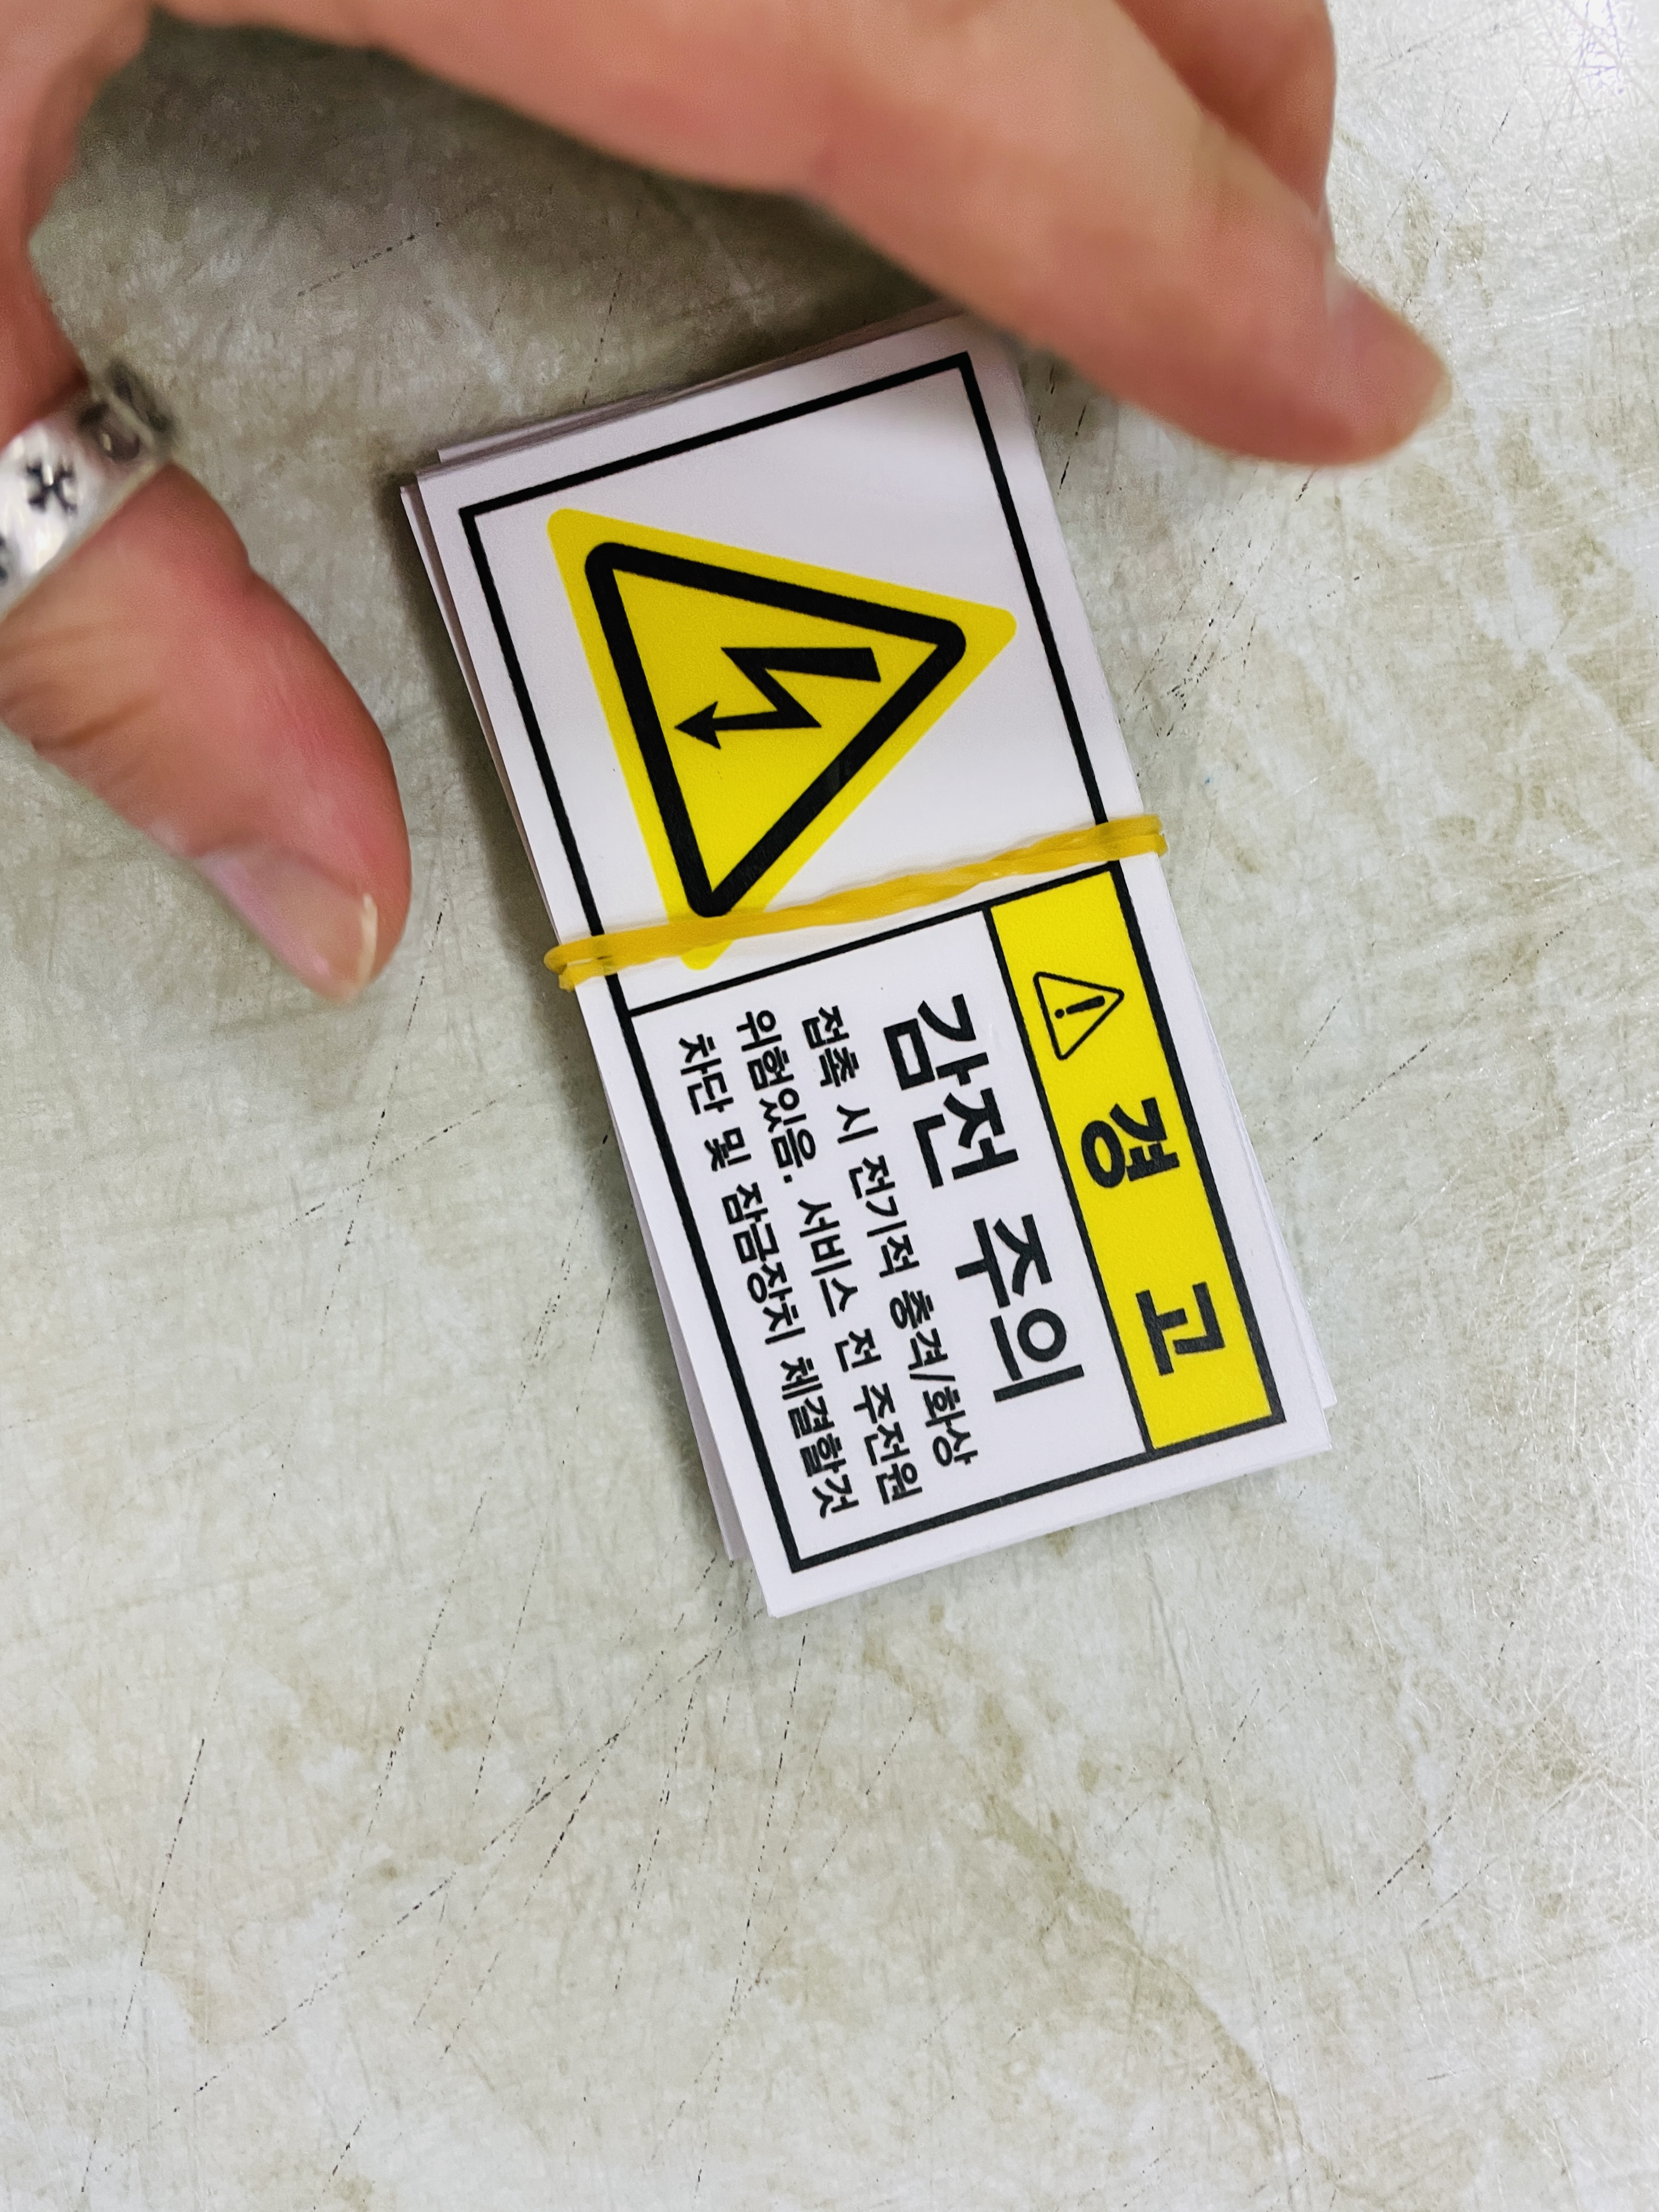 경 고
감전 주의
접촉 시 전기적 충격/화상
위험있음. 서비스 전 주전원
차단 및 잠금장치 체결할것